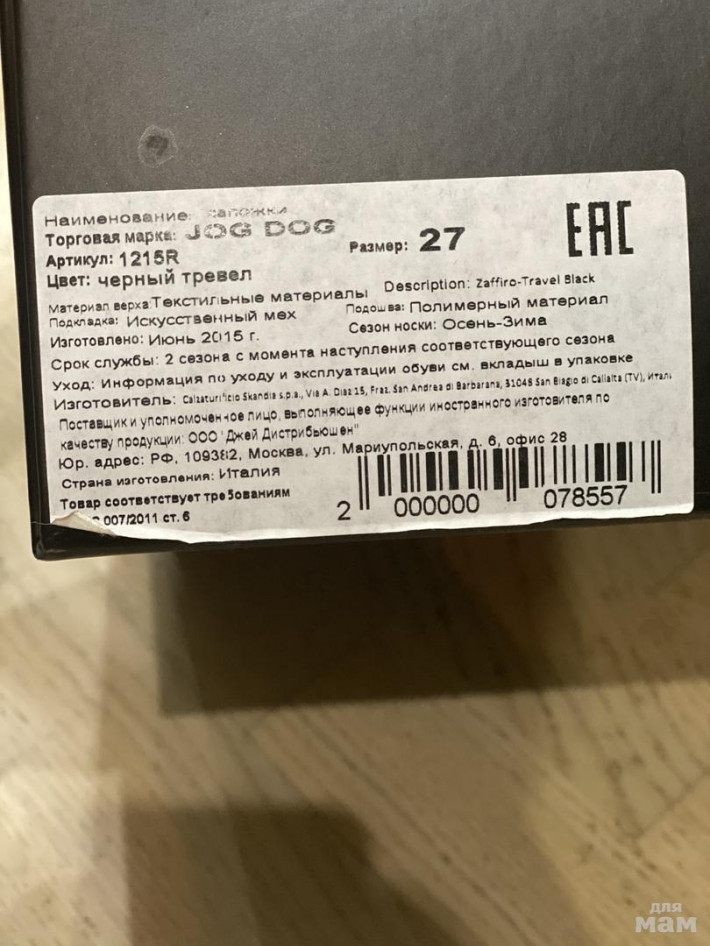 Наименование: сапожки
Торговая марка: JOG DOG
Размер: 27
EAC
Артикул: 1215R
Цвет: черный тревел
Description: Zaffiro-Travel Black
Материал верха: Текстильные материалы
Подкладка: Искусственный мех
Подошва: Полимерный материал
Изготовлено: Июнь 2015 г.
Сезон носки: Осень-Зима
Срок службы: 2 сезона с момента наступления соответствующего сезона
Уход: Информация по уходу и эксплуатации обуви см. вкладыш в упаковке
Изготовитель: Calzaturificio Skandia s.p.a., Via A. Diaz 15, Fraz. San Andrea di Barbarana, 31048 San Biagio di Callalta (TV), Итали
Поставщик и уполномоченное лицо, выполняющее функции иностранного изготовителя по
качеству продукции: ООО "Джей Дистрибьюшен"
Юр. адрес: РФ, 109382, Москва, ул. Мариупольская, д. 6, офис 28
Страна изготовления: Италия
Товар соответствует требованиям
007/2011 ст. 6
2 000000 078557
для
мам